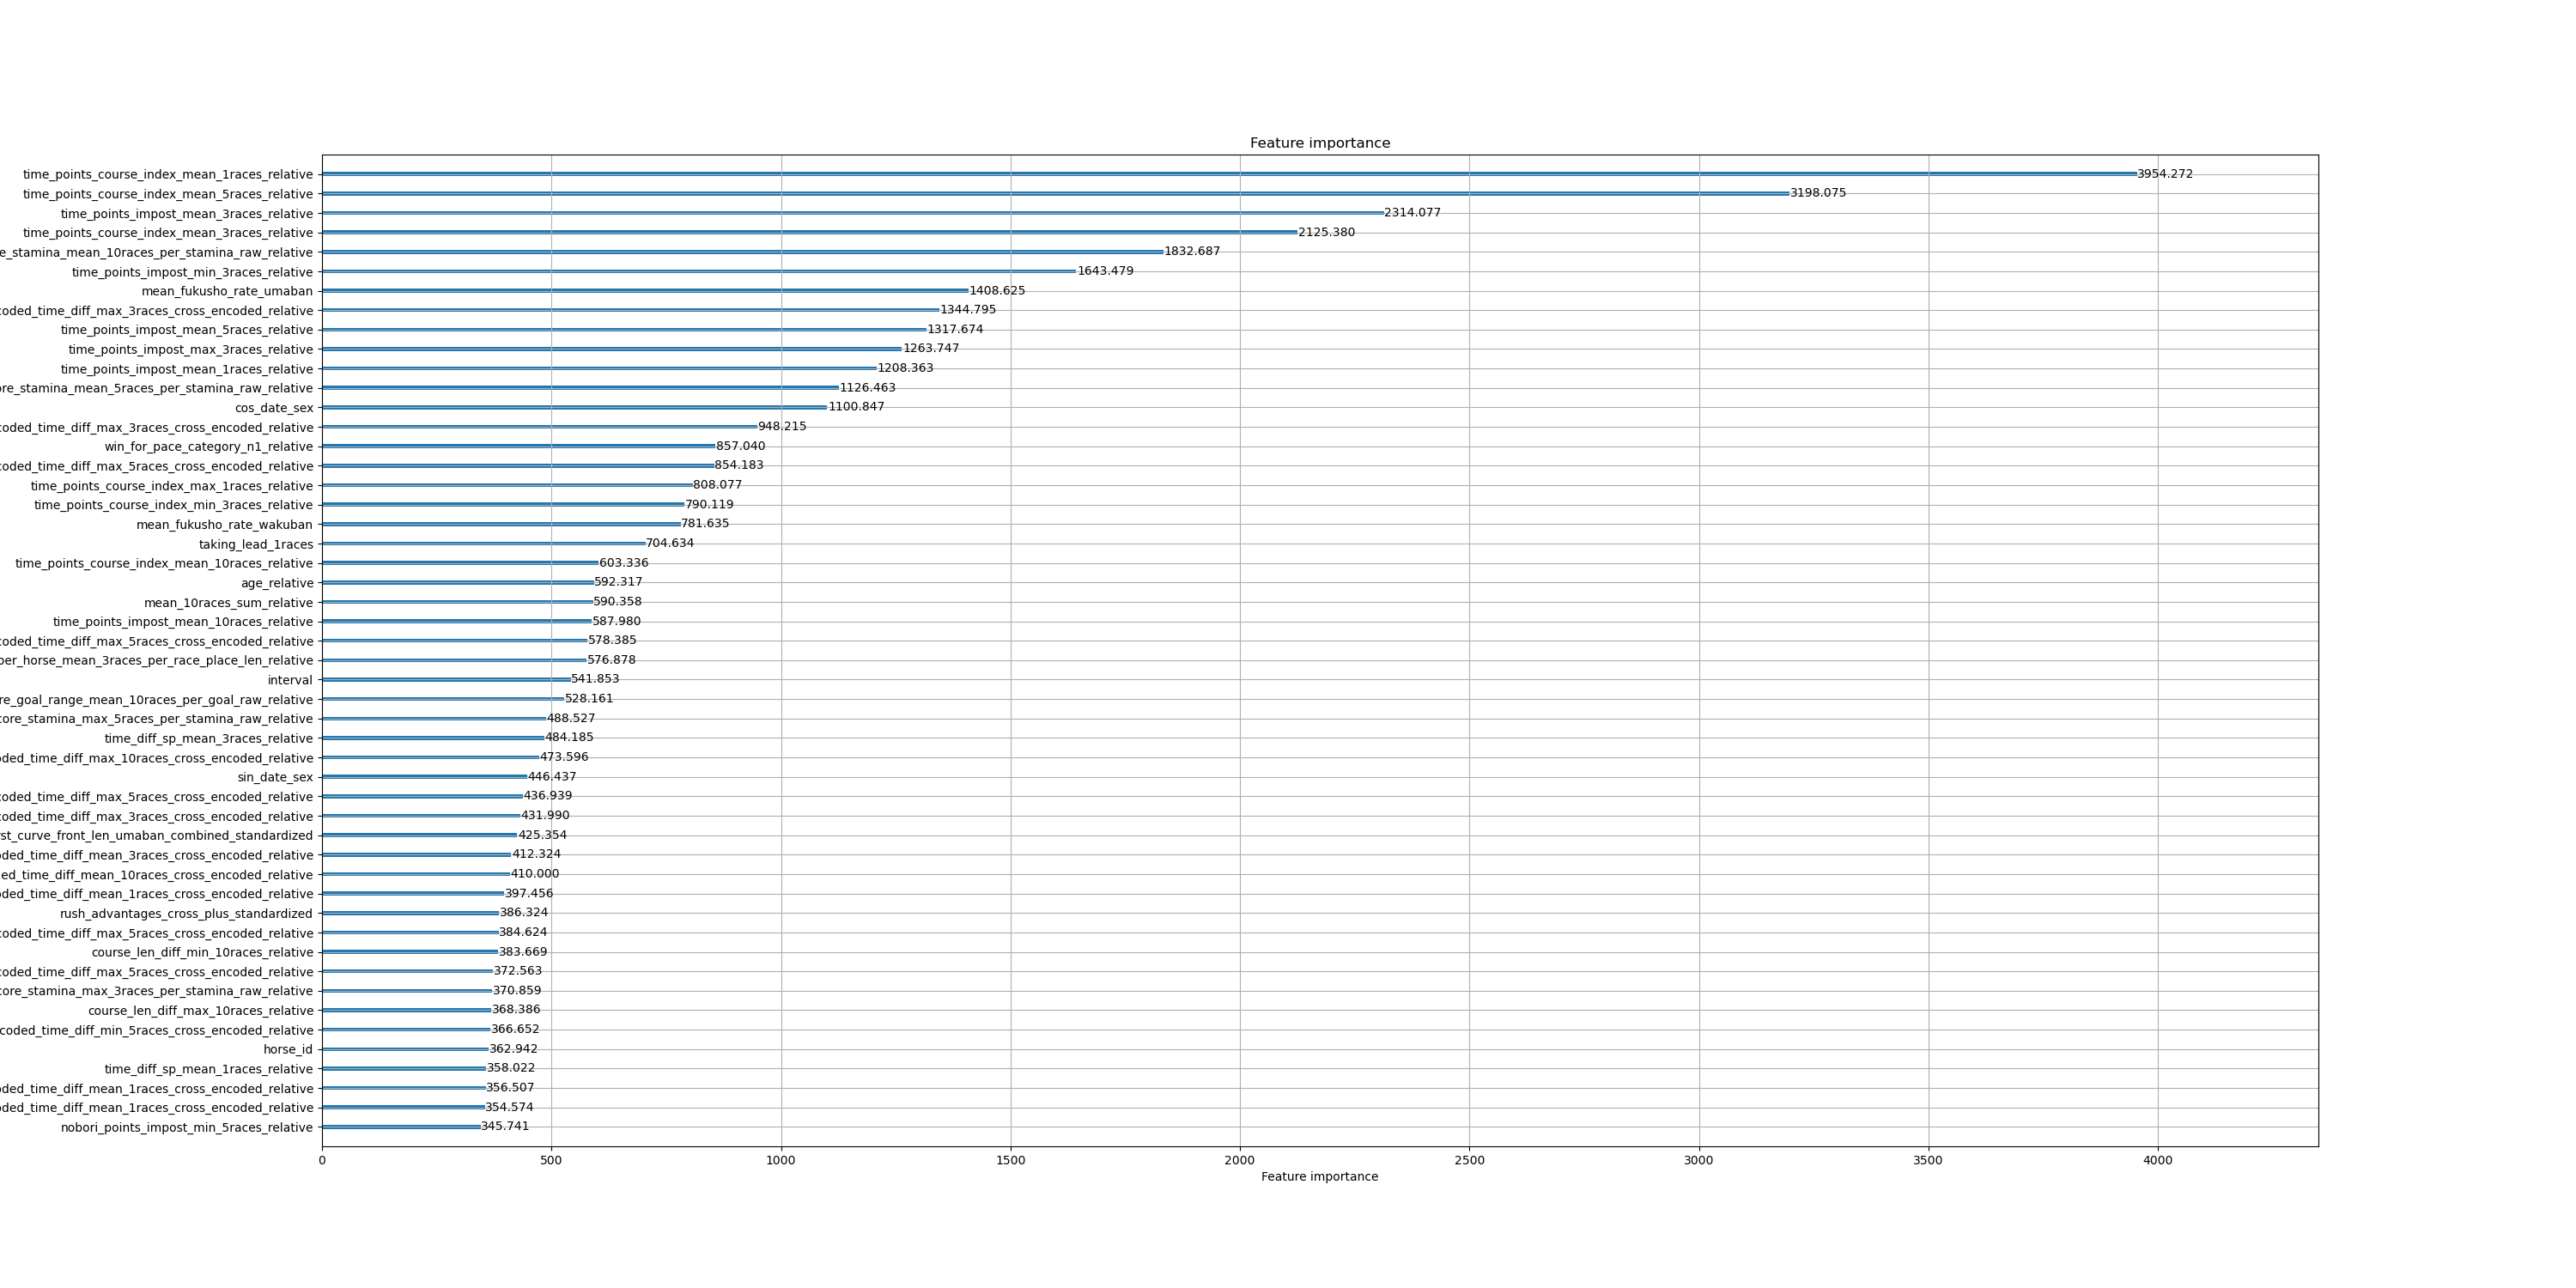 Feature importance
time_points_course_index_mean_1races_relative 3954.272
time_points_course_index_mean_5races_relative 3198.075
time_points_impost_mean_3races_relative 2314.077
time_points_course_index_mean_3races_relative 2125.380
e_stamina_mean_10races_per_stamina_raw_relative 1832.687
time_points_impost_min_3races_relative 1643.479
mean_fukusho_rate_umaban 1408.625
coded_time_diff_max_3races_cross_encoded_relative 1344.795
time_points_impost_mean_5races_relative 1317.674
time_points_impost_max_3races_relative 1263.747
time_points_impost_mean_1races_relative 1208.363
ore_stamina_mean_5races_per_stamina_raw_relative 1126.463
cos_date_sex 1100.847
coded_time_diff_max_3races_cross_encoded_relative 948.215
win_for_pace_category_n1_relative 857.040
coded_time_diff_max_5races_cross_encoded_relative 854.183
time_points_course_index_max_1races_relative 808.077
time_points_course_index_min_3races_relative 790.119
mean_fukusho_rate_wakuban 781.635
taking_lead_1races 704.634
time_points_course_index_mean_10races_relative 603.336
age_relative 592.317
mean_10races_sum_relative 590.358
time_points_impost_mean_10races_relative 587.980
coded_time_diff_max_5races_cross_encoded_relative 578.385
per_horse_mean_3races_per_race_place_len_relative 576.878
interval 541.853
re_goal_range_mean_10races_per_goal_raw_relative 528.161
core_stamina_max_5races_per_stamina_raw_relative 488.527
time_diff_sp_mean_3races_relative 484.185
ded_time_diff_max_10races_cross_encoded_relative 473.596
sin_date_sex 446.437
coded_time_diff_max_5races_cross_encoded_relative 436.939
coded_time_diff_max_3races_cross_encoded_relative 431.990
st_curve_front_len_umaban_combined_standardized 425.354
ded_time_diff_mean_3races_cross_encoded_relative 412.324
ed_time_diff_mean_10races_cross_encoded_relative 410.000
ded_time_diff_mean_1races_cross_encoded_relative 397.456
rush_advantages_cross_plus_standardized 386.324
coded_time_diff_max_5races_cross_encoded_relative 384.624
course_len_diff_min_10races_relative 383.669
coded_time_diff_max_5races_cross_encoded_relative 372.563
core_stamina_max_3races_per_stamina_raw_relative 370.859
course_len_diff_max_10races_relative 368.386
coded_time_diff_min_5races_cross_encoded_relative 366.652
horse_id 362.942
time_diff_sp_mean_1races_relative 358.022
ded_time_diff_mean_1races_cross_encoded_relative 356.507
ded_time_diff_mean_1races_cross_encoded_relative 354.574
nobori_points_impost_min_5races_relative 345.741
0 500 1000 1500 2000 2500 3000 3500 4000
Feature importance